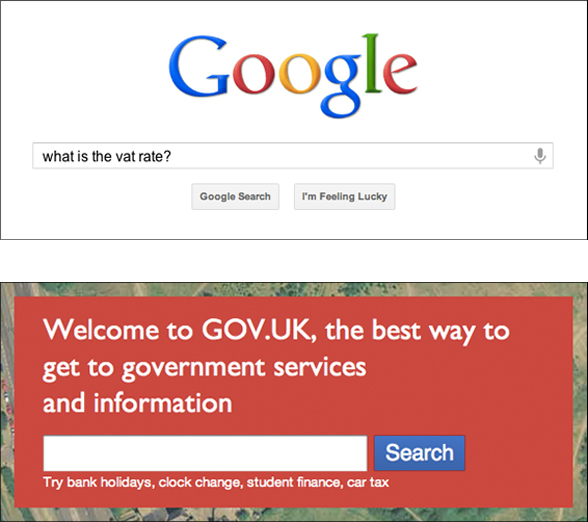 Google
what is the vat rate?
Google Search
I'm Feeling Lucky
Welcome to GOV.UK, the best way to
get to government services
and information
Search
Try bank holidays, clock change, student finance, car tax